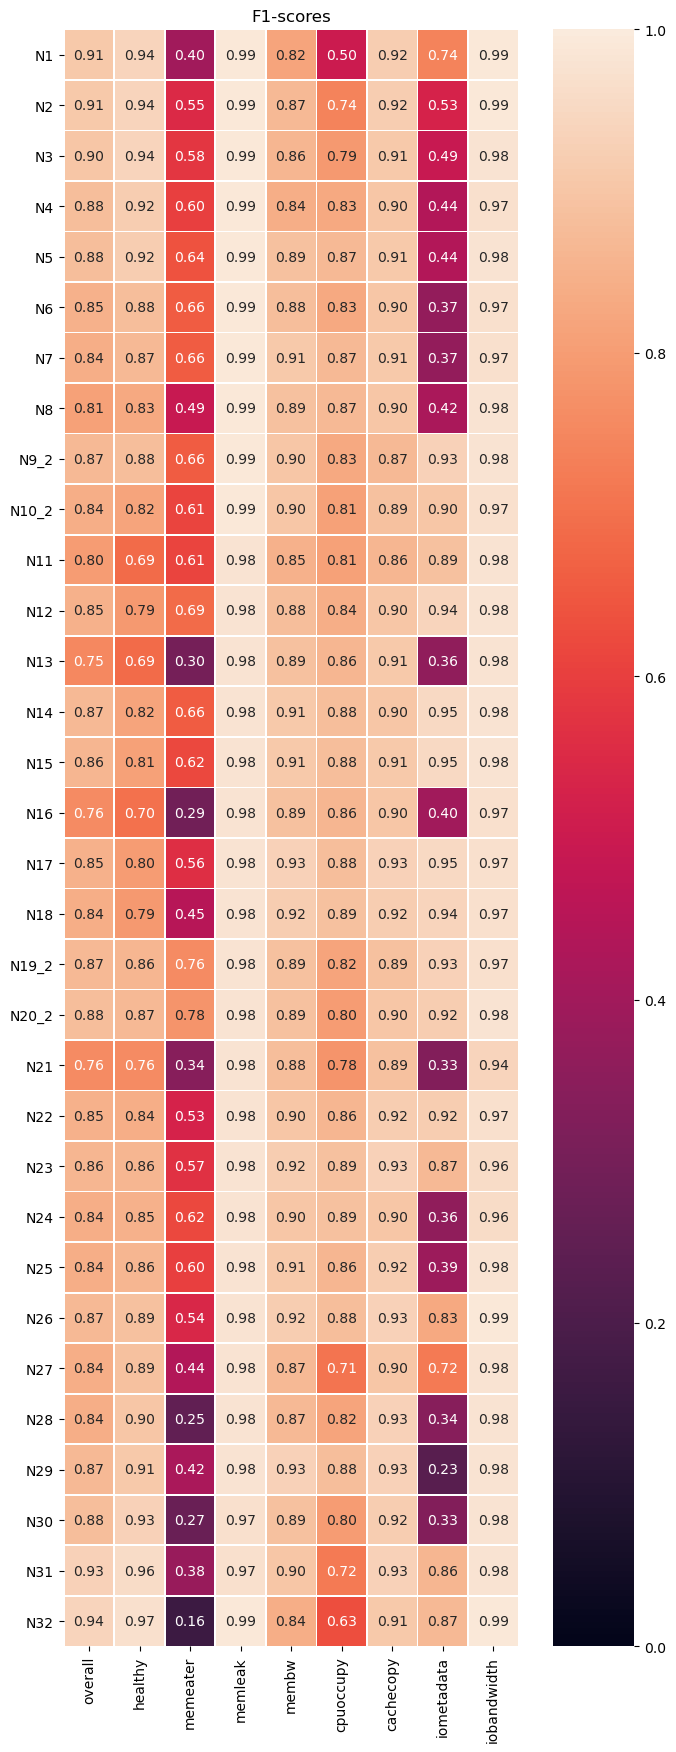 F1-scores
N1 0.91 0.94 0.40 0.99 0.82 0.50 0.92 0.74 0.99
N2 0.91 0.94 0.55 0.99 0.87 0.74 0.92 0.53 0.99
N3 0.90 0.94 0.58 0.99 0.86 0.79 0.91 0.49 0.98
N4 0.88 0.92 0.60 0.99 0.84 0.83 0.90 0.44 0.97
N5 0.88 0.92 0.64 0.99 0.89 0.87 0.91 0.44 0.98
N6 0.85 0.88 0.66 0.99 0.88 0.83 0.90 0.37 0.97
N7 0.84 0.87 0.66 0.99 0.91 0.87 0.91 0.37 0.97
N8 0.81 0.83 0.49 0.99 0.89 0.87 0.90 0.42 0.98
N9_2 0.87 0.88 0.66 0.99 0.90 0.83 0.87 0.93 0.98
N10_2 0.84 0.82 0.61 0.99 0.90 0.81 0.89 0.90 0.97
N11 0.80 0.69 0.61 0.98 0.85 0.81 0.86 0.89 0.98
N12 0.85 0.79 0.69 0.98 0.88 0.84 0.90 0.94 0.98
N13 0.75 0.69 0.30 0.98 0.89 0.86 0.91 0.36 0.98
N14 0.87 0.82 0.66 0.98 0.91 0.88 0.90 0.95 0.98
N15 0.86 0.81 0.62 0.98 0.91 0.88 0.91 0.95 0.98
N16 0.76 0.70 0.29 0.98 0.89 0.86 0.90 0.40 0.97
N17 0.85 0.80 0.56 0.98 0.93 0.88 0.93 0.95 0.97
N18 0.84 0.79 0.45 0.98 0.92 0.89 0.92 0.94 0.97
N19_2 0.87 0.86 0.76 0.98 0.89 0.82 0.89 0.93 0.97
N20_2 0.88 0.87 0.78 0.98 0.89 0.80 0.90 0.92 0.98
N21 0.76 0.76 0.34 0.98 0.88 0.78 0.89 0.33 0.94
N22 0.85 0.84 0.53 0.98 0.90 0.86 0.92 0.92 0.97
N23 0.86 0.86 0.57 0.98 0.92 0.89 0.93 0.87 0.96
N24 0.84 0.85 0.62 0.98 0.90 0.89 0.90 0.36 0.96
N25 0.84 0.86 0.60 0.98 0.91 0.86 0.92 0.39 0.98
N26 0.87 0.89 0.54 0.98 0.92 0.88 0.93 0.83 0.99
N27 0.84 0.89 0.44 0.98 0.87 0.71 0.90 0.72 0.98
N28 0.84 0.90 0.25 0.98 0.87 0.82 0.93 0.34 0.98
N29 0.87 0.91 0.42 0.98 0.93 0.88 0.93 0.23 0.98
N30 0.88 0.93 0.27 0.97 0.89 0.80 0.92 0.33 0.98
N31 0.93 0.96 0.38 0.97 0.90 0.72 0.93 0.86 0.98
N32 0.94 0.97 0.16 0.99 0.84 0.63 0.91 0.87 0.99
overall healthy memeater memleak membw cpuoccupy cachecopy iometadata iobandwidth
1.0
0.8
0.6
0.4
0.2
0.0